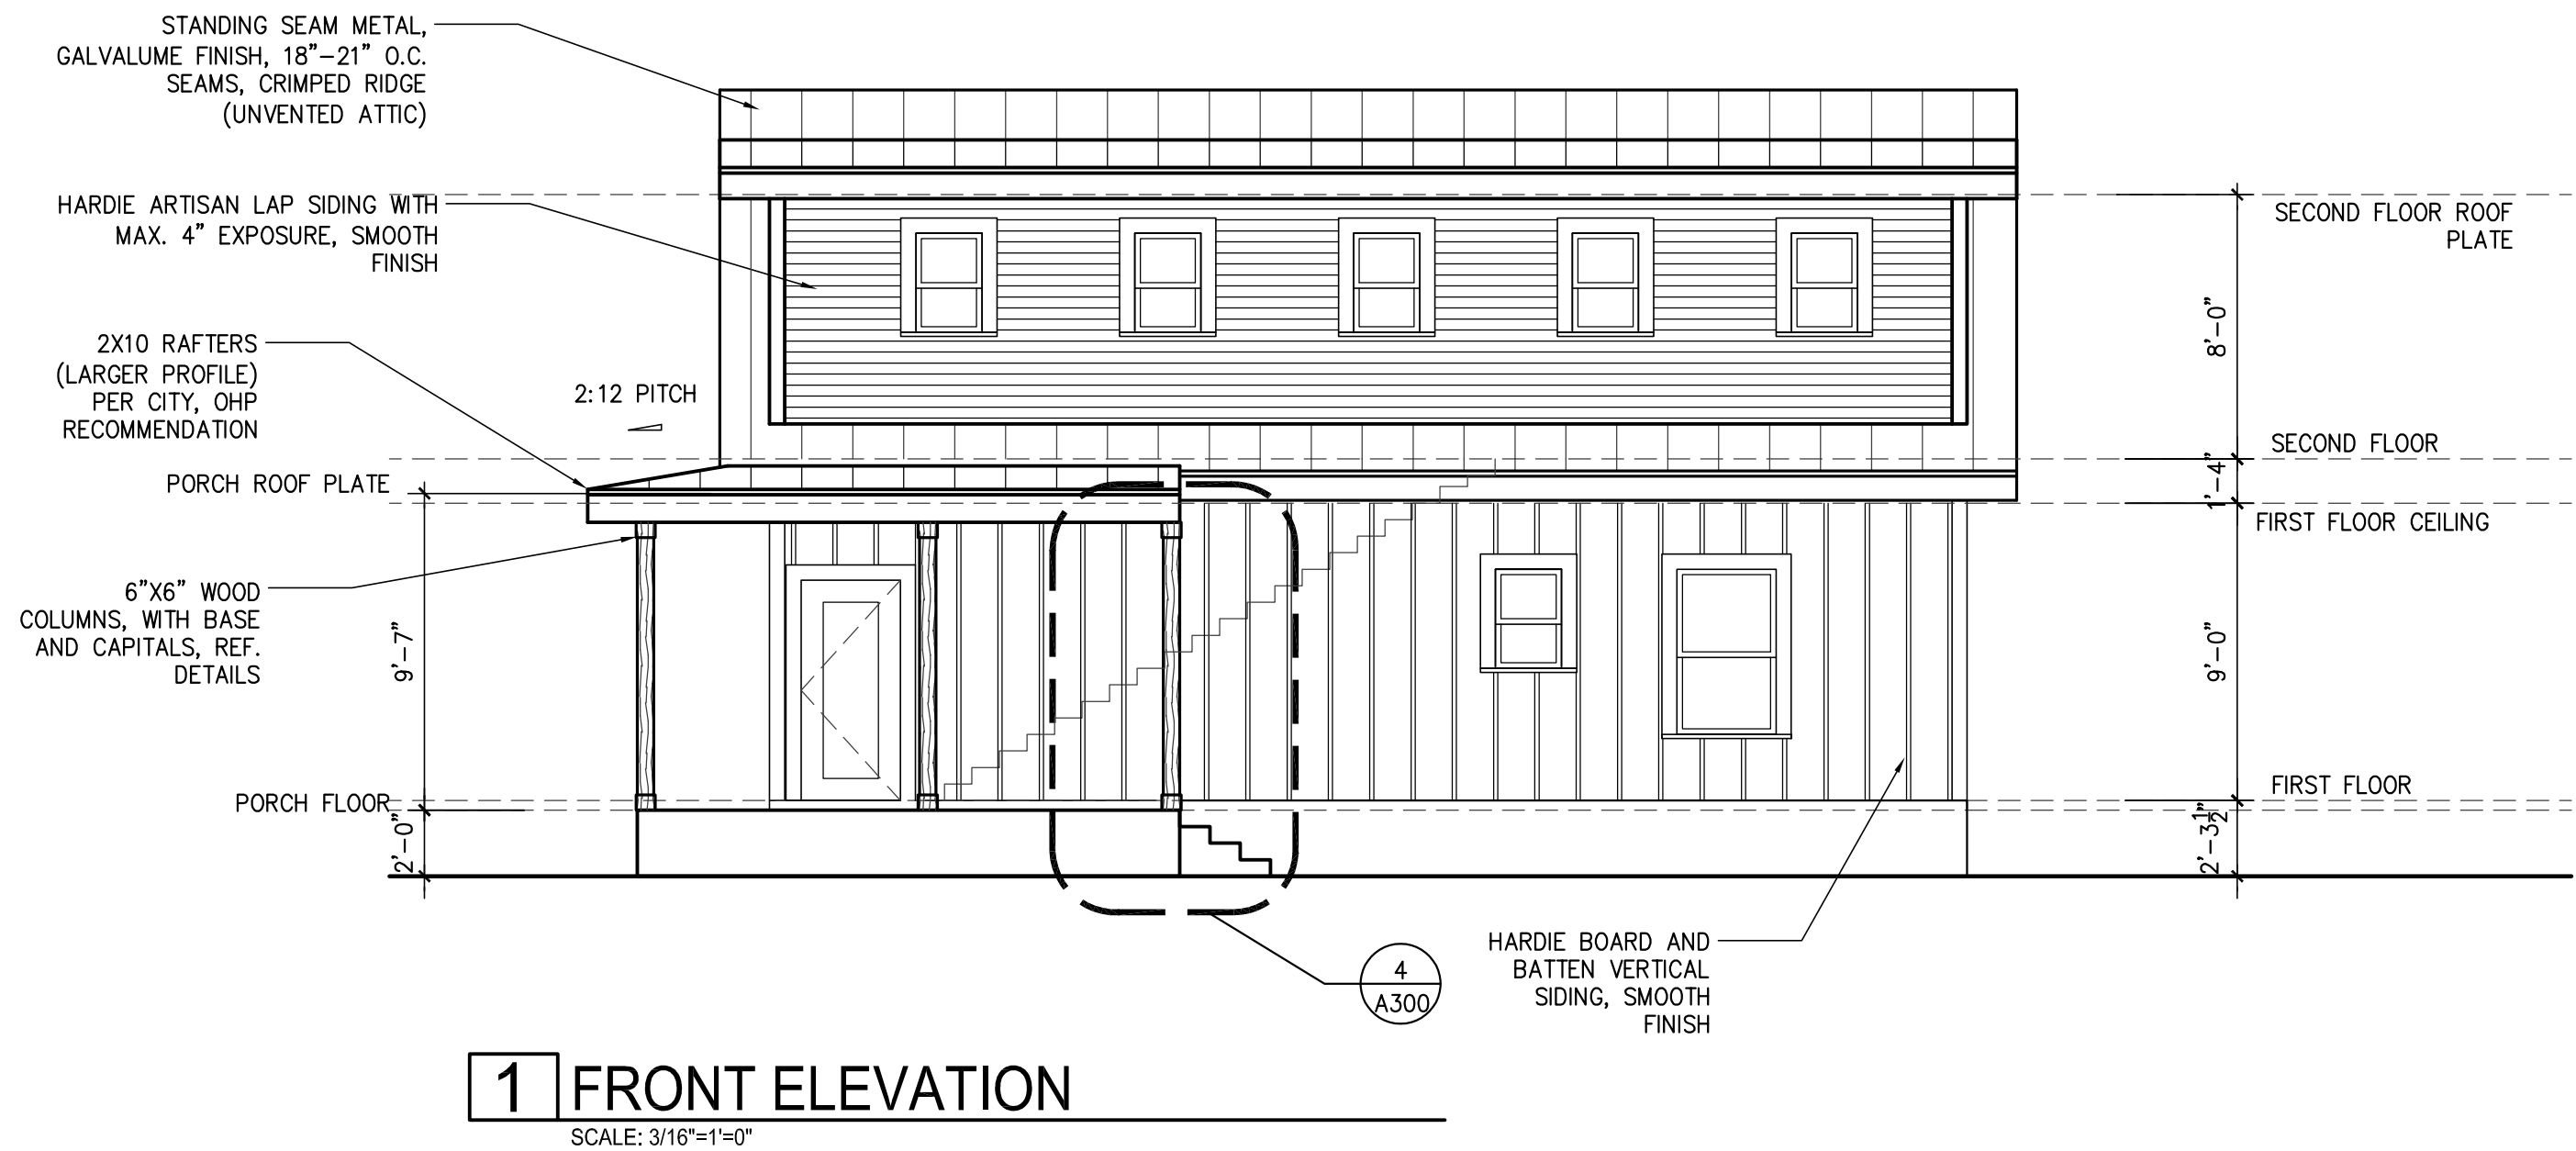 STANDING SEAM METAL,
GALVALUME FINISH, 18”–21” O.C.
SEAMS, CRIMPED RIDGE
(UNVENTED ATTIC)
HARDIE ARTISAN LAP SIDING WITH
MAX. 4” EXPOSURE, SMOOTH
FINISH
2X10 RAFTERS
(LARGER PROFILE)
PER CITY, OHP
RECOMMENDATION
2:12 PITCH
PORCH ROOF PLATE
6”X6” WOOD
COLUMNS, WITH BASE
AND CAPITALS, REF.
DETAILS
9’–7”
PORCH FLOOR
2’–0”
SECOND FLOOR ROOF
PLATE
8’–0”
SECOND FLOOR
1’–4”
FIRST FLOOR CEILING
9’–0”
FIRST FLOOR
2’–3½”
4
A300
HARDIE BOARD AND
BATTEN VERTICAL
SIDING, SMOOTH
FINISH
1 FRONT ELEVATION
SCALE: 3/16"=1'=0"